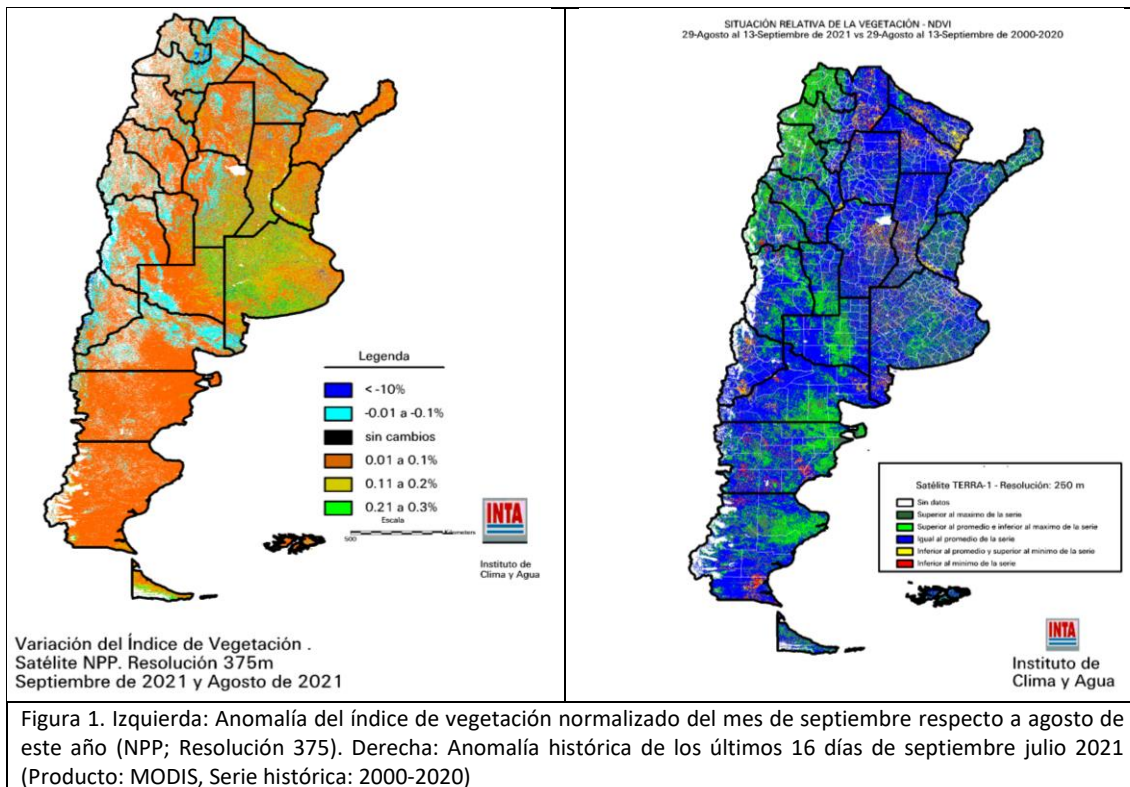 Legenda
< -10%
-0.01 a -0.1%
sin cambios
0.01 a 0.1%
0.11 a 0.2%
0.21 a 0.3%
Escala
500 Kilometers
INTA
Instituto de
Clima y Agua
Variación del Índice de Vegetación .
Satélite NPP. Resolución 375m
Septiembre de 2021 y Agosto de 2021
SITUACIÓN RELATIVA DE LA VEGETACIÓN - NDVI
29-Agosto al 13-Septiembre de 2021 vs 29-Agosto al 13-Septiembre de 2000-2020
Satélite TERRA-1 - Resolución: 250 m
Sin datos
Superior al maximo de la serie
Superior al promedio e inferior al maximo de la serie
Igual al promedio de la serie
Inferior al promedio y superior al minimo de la serie
Inferior al minimo de la serie
INTA
Instituto de
Clima y Agua
Figura 1. Izquierda: Anomalía del índice de vegetación normalizado del mes de septiembre respecto a agosto de
este año (NPP; Resolución 375). Derecha: Anomalía histórica de los últimos 16 días de septiembre julio 2021
(Producto: MODIS, Serie histórica: 2000-2020)